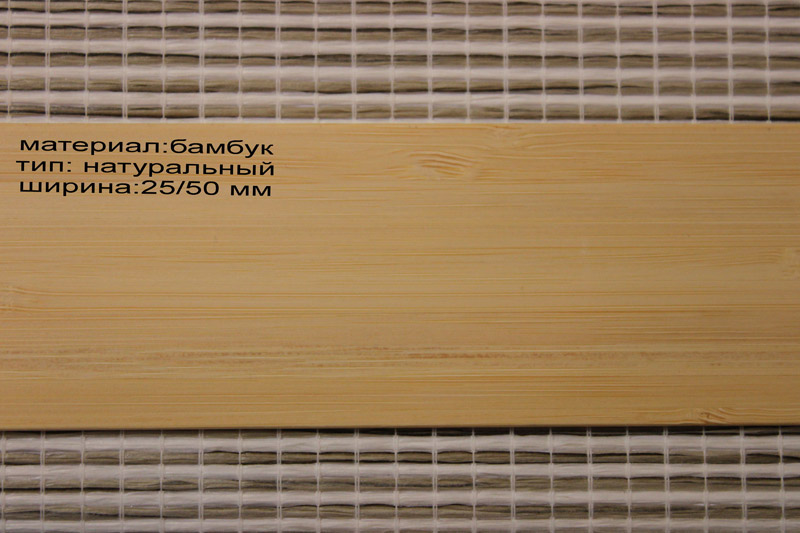 материал:бамбук
тип: натуральный
ширина:25/50 мм